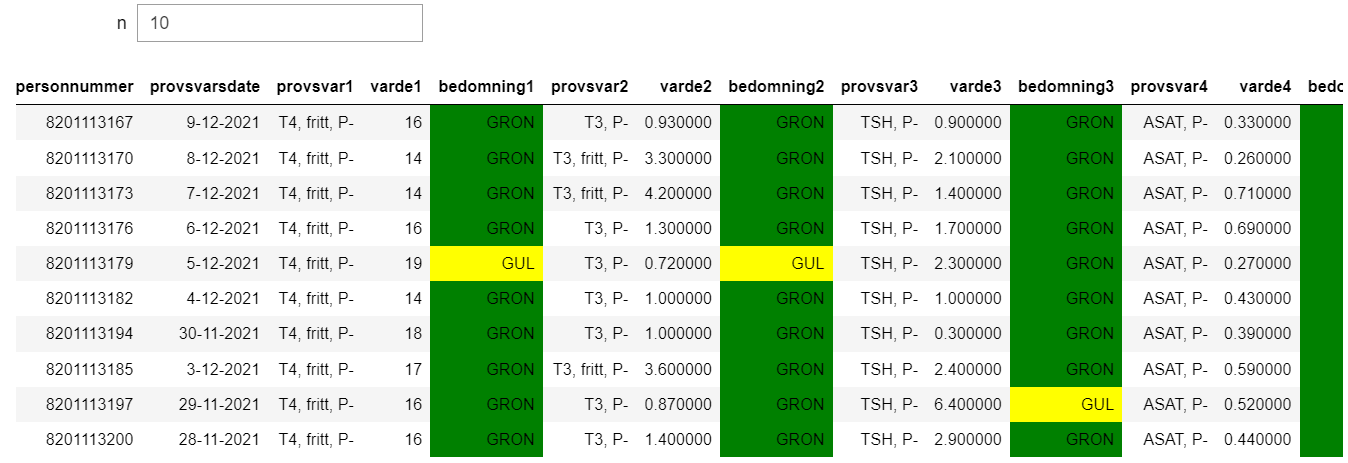 n 10
personnummer provsvarsdate provsvar1 varde1 bedomning1 provsvar2 varde2 bedomning2 provsvar3 varde3 bedomning3 provsvar4 varde4 bedo
8201113167 9-12-2021 T4, fritt, P- 16 GRON T3, P- 0.930000 GRON TSH, P- 0.900000 GRON ASAT, P- 0.330000
8201113170 8-12-2021 T4, fritt, P- 14 GRON T3, fritt, P- 3.300000 GRON TSH, P- 2.100000 GRON ASAT, P- 0.260000
8201113173 7-12-2021 T4, fritt, P- 14 GRON T3, fritt, P- 4.200000 GRON TSH, P- 1.400000 GRON ASAT, P- 0.710000
8201113176 6-12-2021 T4, fritt, P- 16 GRON T3, P- 1.300000 GRON TSH, P- 1.700000 GRON ASAT, P- 0.690000
8201113179 5-12-2021 T4, fritt, P- 19 GUL T3, P- 0.720000 GUL TSH, P- 2.300000 GRON ASAT, P- 0.270000
8201113182 4-12-2021 T4, fritt, P- 14 GRON T3, P- 1.000000 GRON TSH, P- 1.000000 GRON ASAT, P- 0.430000
8201113194 30-11-2021 T4, fritt, P- 18 GRON T3, P- 1.000000 GRON TSH, P- 0.300000 GRON ASAT, P- 0.390000
8201113185 3-12-2021 T4, fritt, P- 17 GRON T3, fritt, P- 3.600000 GRON TSH, P- 2.400000 GRON ASAT, P- 0.590000
8201113197 29-11-2021 T4, fritt, P- 16 GRON T3, P- 0.870000 GRON TSH, P- 6.400000 GUL ASAT, P- 0.520000
8201113200 28-11-2021 T4, fritt, P- 16 GRON T3, P- 1.400000 GRON TSH, P- 2.900000 GRON ASAT, P- 0.440000